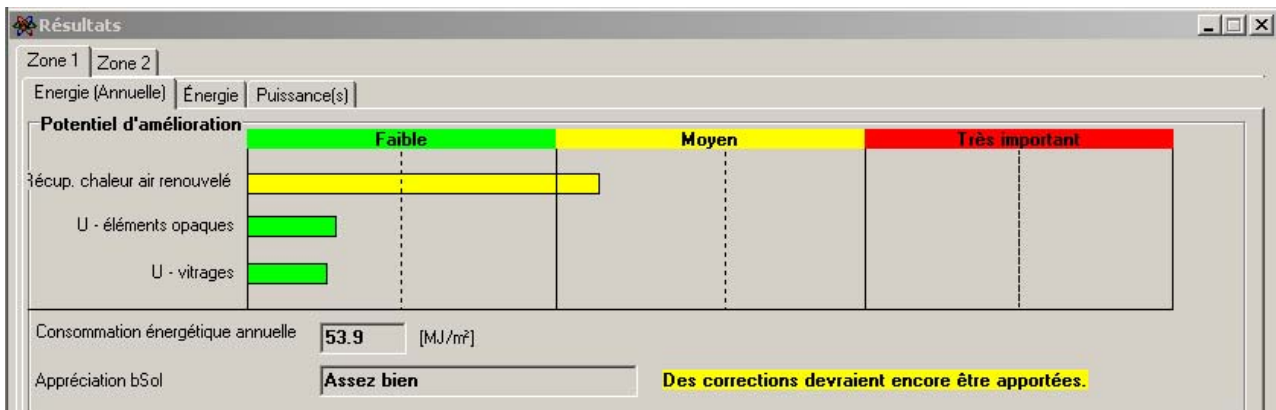 Résultats
Zone 1 Zone 2
Energie (Annuelle) Énergie Puissance(s)
Potentiel d'amélioration
Faible Moyen Très important
Récup. chaleur air renouvelé
U - éléments opaques
U - vitrages
Consommation énergétique annuelle 53.9 [MJ/m²]
Appréciation bSol Assez bien Des corrections devraient encore être apportées.